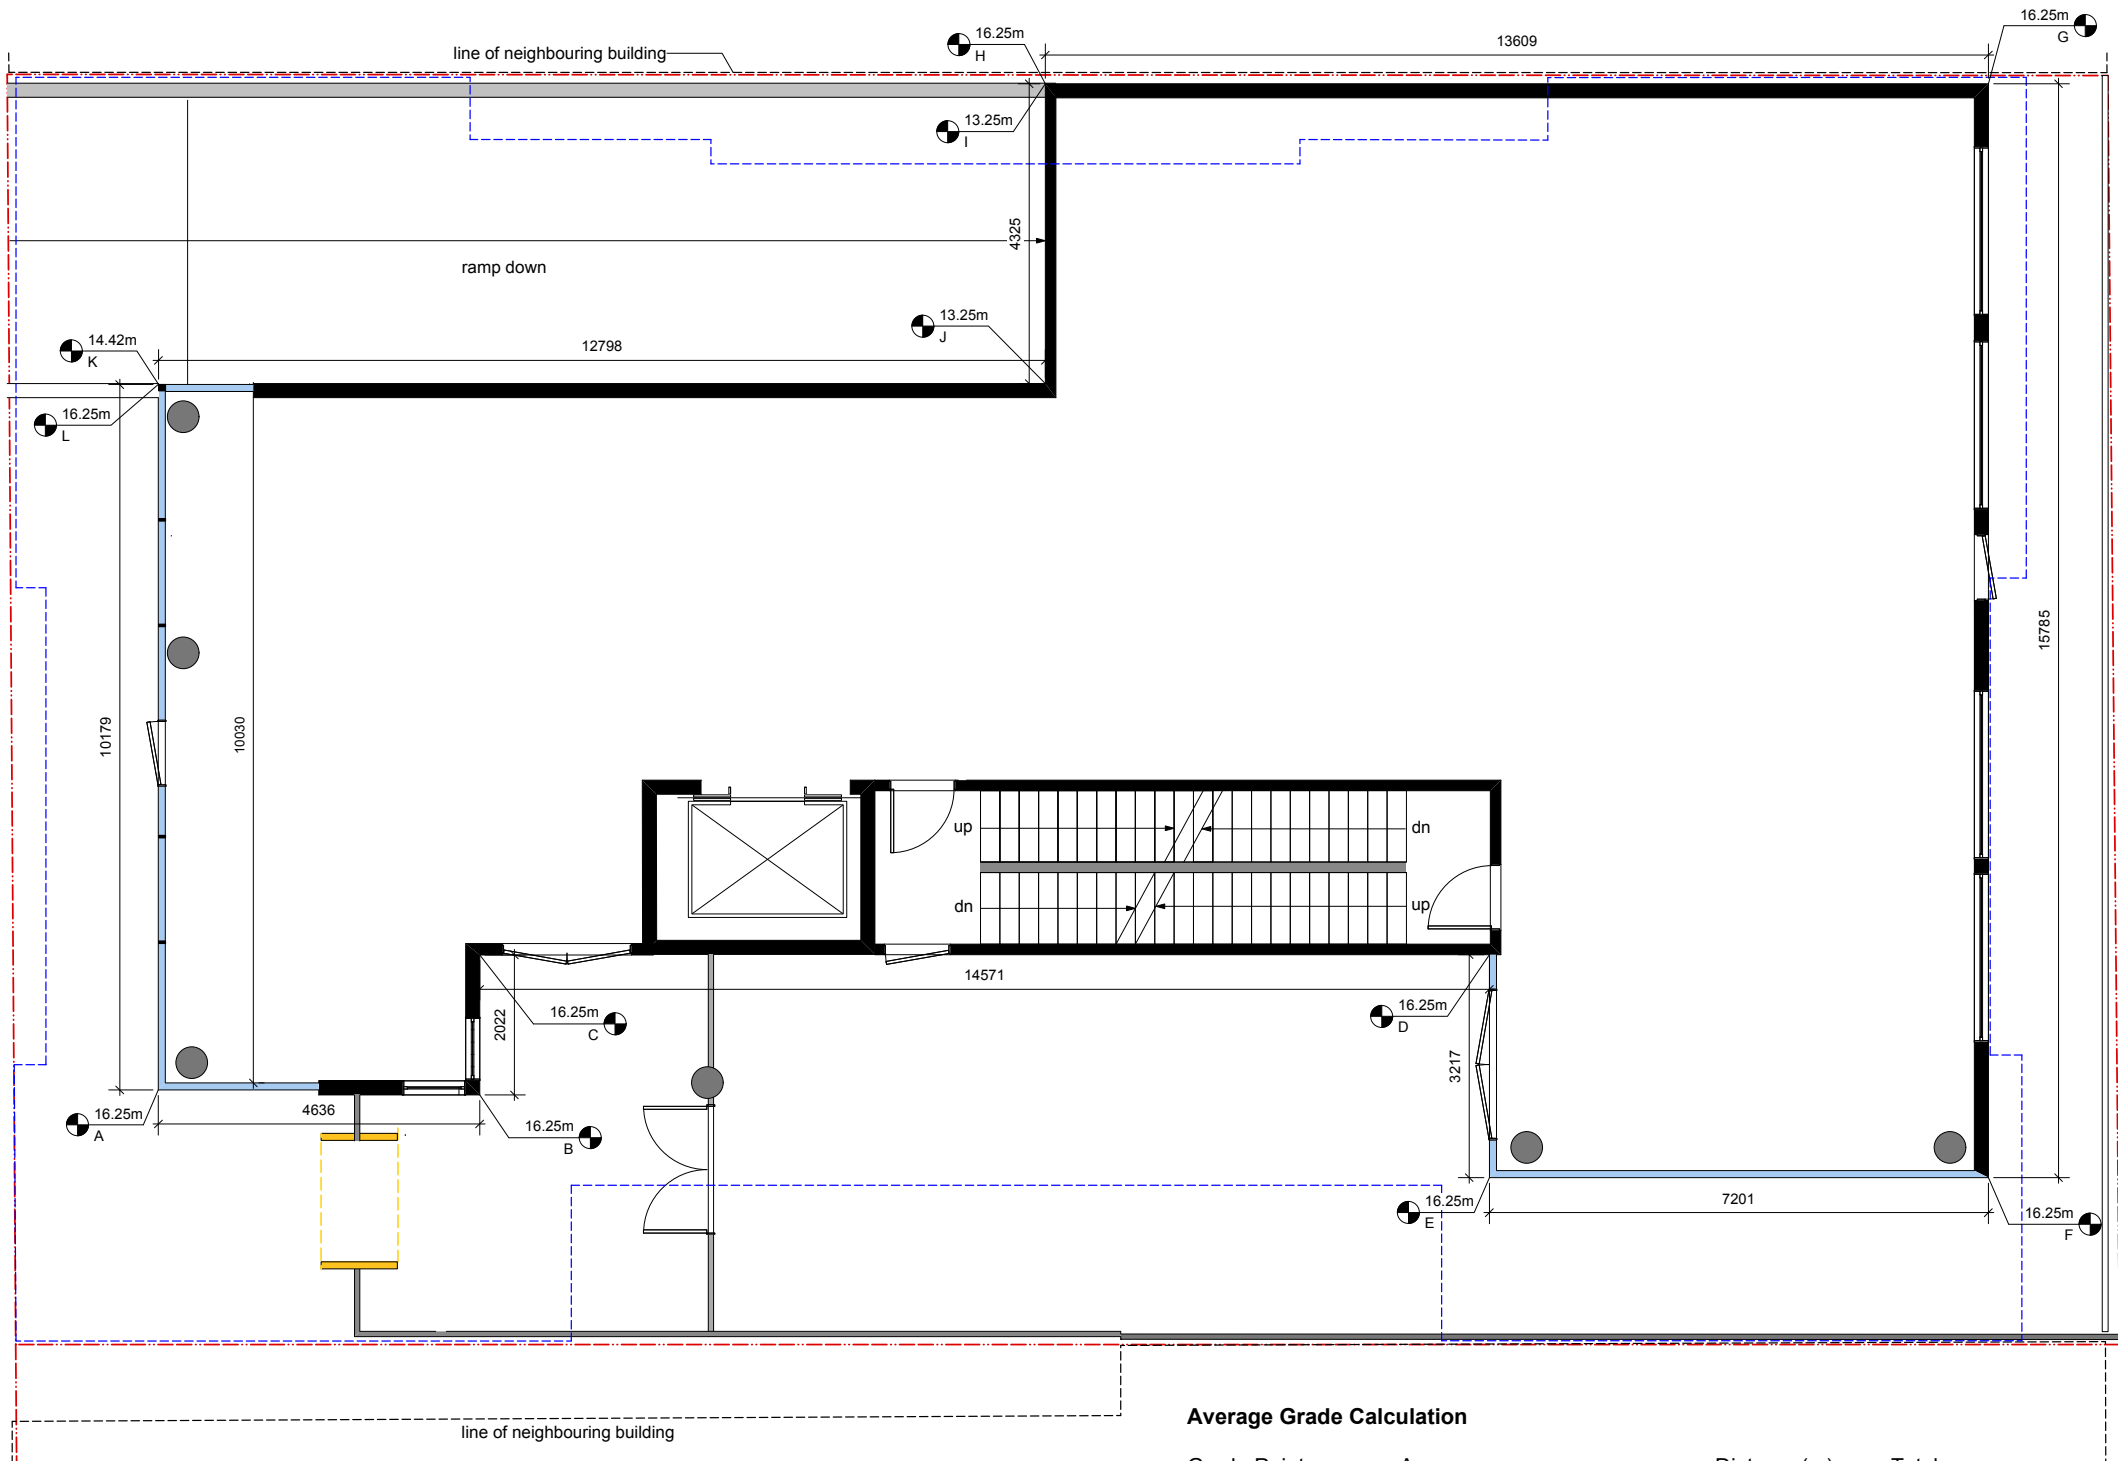 16.25m
G
16.25m
H
13609
line of neighbouring building
13.25m
I
4325
ramp down
13.25m
J
14.42m
K
12798
16.25m
L
15785
10179
10030
up
dn
dn
up
14571
16.25m
C
2022
16.25m
D
3217
4636
16.25m
A
16.25m
B
7201
16.25m
E
16.25m
F
Average Grade Calculation
line of neighbouring building